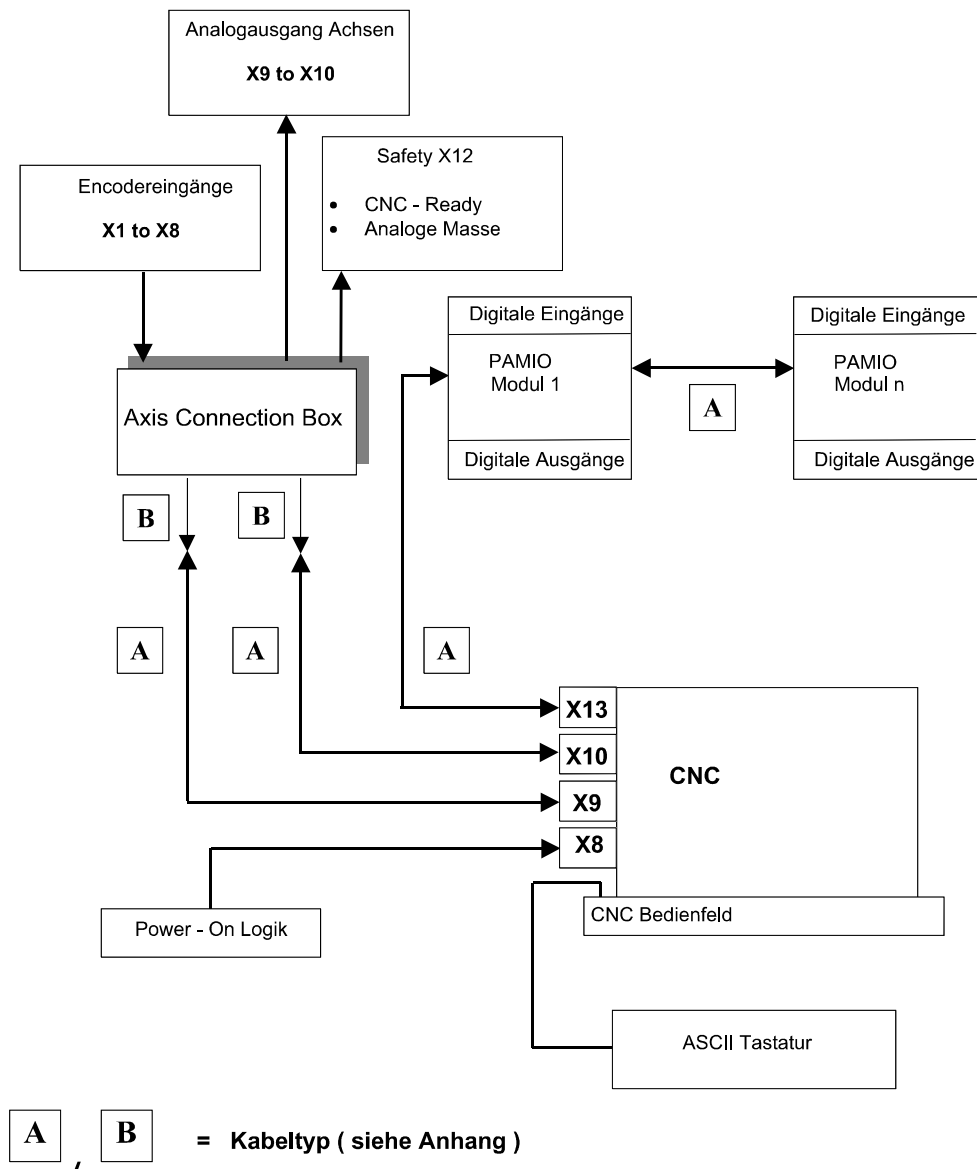 Analogausgang Achsen
X9 to X10
Safety X12
• CNC - Ready
• Analoge Masse
Encodereingänge
X1 to X8
Digitale Eingänge
PAMIO
Modul 1
Digitale Ausgänge
A
Digitale Eingänge
PAMIO
Modul n
Digitale Ausgänge
Axis Connection Box
B
B
A
A
A
X13
X10
X9
X8
CNC
CNC Bedienfeld
Power - On Logik
ASCII Tastatur
A , B = Kabeltyp ( siehe Anhang )